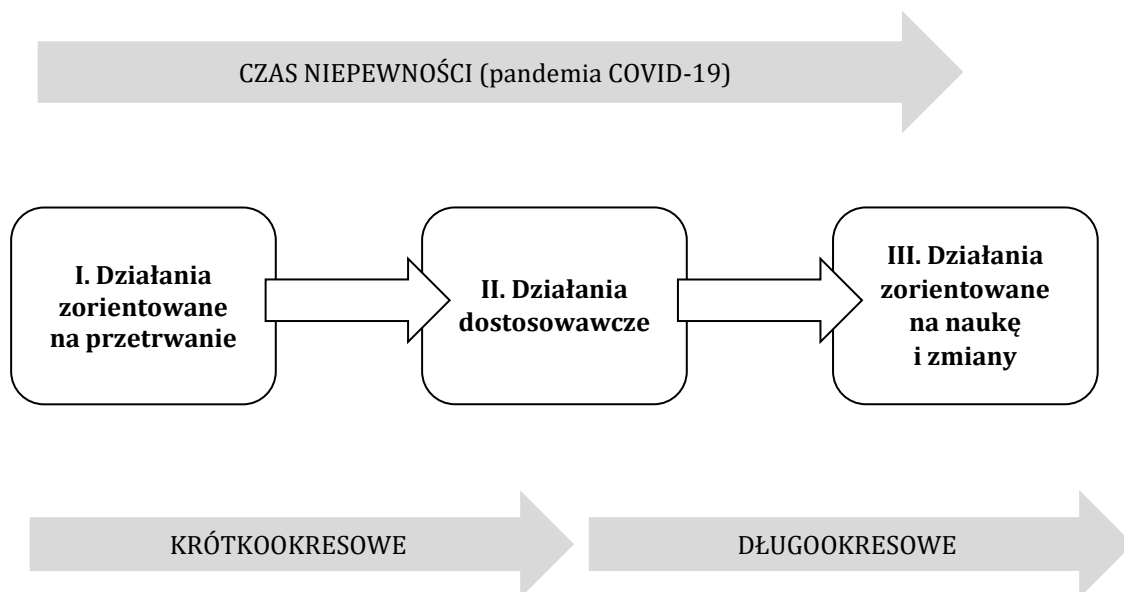 CZAS NIEPEWNOŚCI (pandemia COVID-19)
I. Działania
zorientowane
na przetrwanie
II. Działania
dostosowawcze
III. Działania
zorientowane
na naukę
i zmiany
KRÓTKOOKRESOWE
DŁUGOOKRESOWE